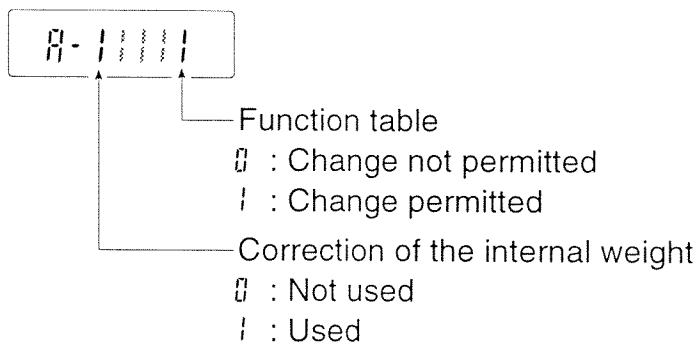 A-11111
Function table
0 : Change not permitted
1 : Change permitted
Correction of the internal weight
0 : Not used
1 : Used